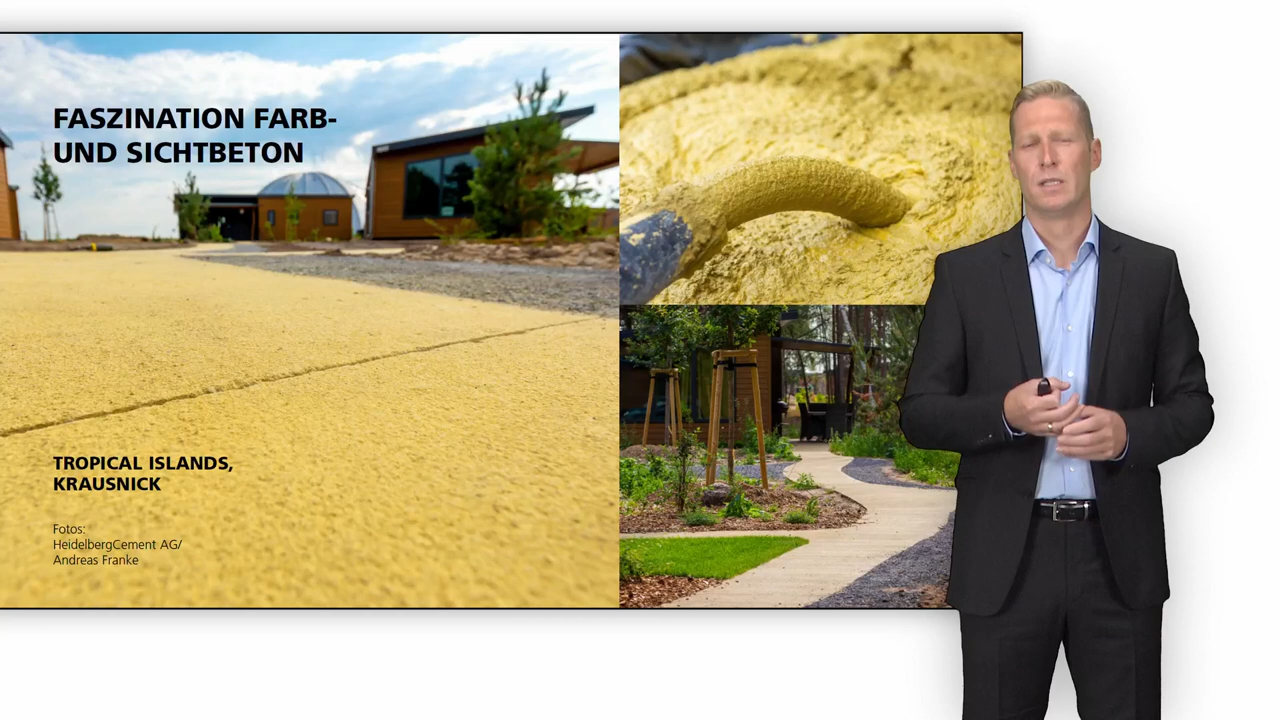 FASZINATION FARB-
UND SICHTBETON
TROPICAL ISLANDS,
KRAUSNICK
Fotos:
HeidelbergCement AG/
Andreas Franke